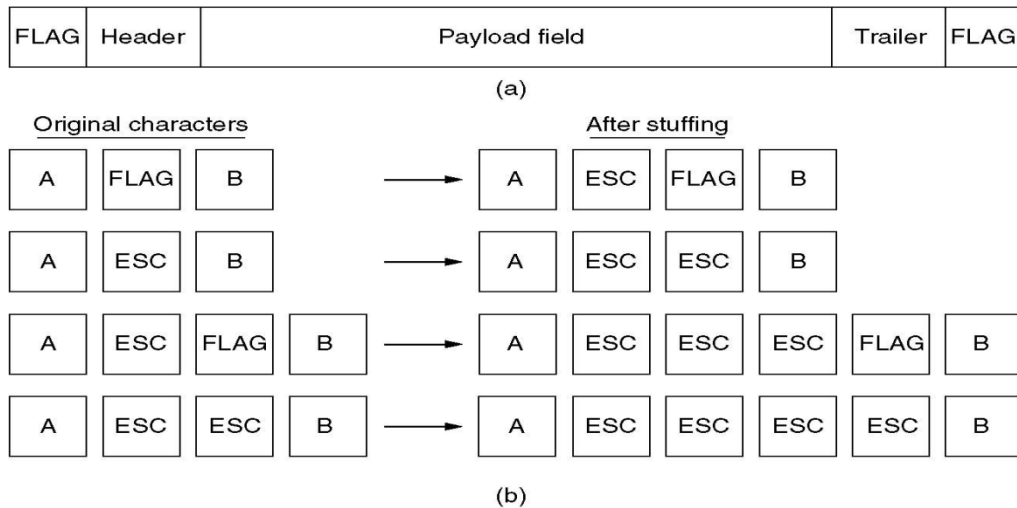 FLAG Header Payload field Trailer FLAG
(a)
Original characters After stuffing
A FLAG B A ESC FLAG B
A ESC B A ESC ESC B
A ESC FLAG B A ESC ESC ESC FLAG B
A ESC ESC B A ESC ESC ESC ESC B
(b)